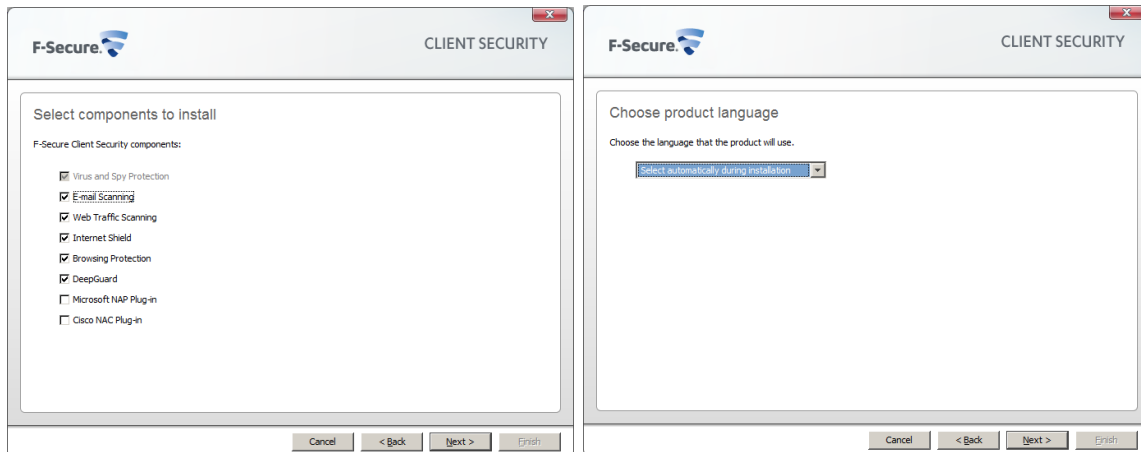 F-Secure.
CLIENT SECURITY
Select components to install
F-Secure Client Security components:
Virus and Spy Protection
E-mail Scanning
Web Traffic Scanning
Internet Shield
Browsing Protection
DeepGuard
Microsoft NAP Plug-in
Cisco NAC Plug-in
Cancel
< Back
Next >
Finish
F-Secure.
CLIENT SECURITY
Choose product language
Choose the language that the product will use.
Select automatically during installation
Cancel
< Back
Next >
Finish